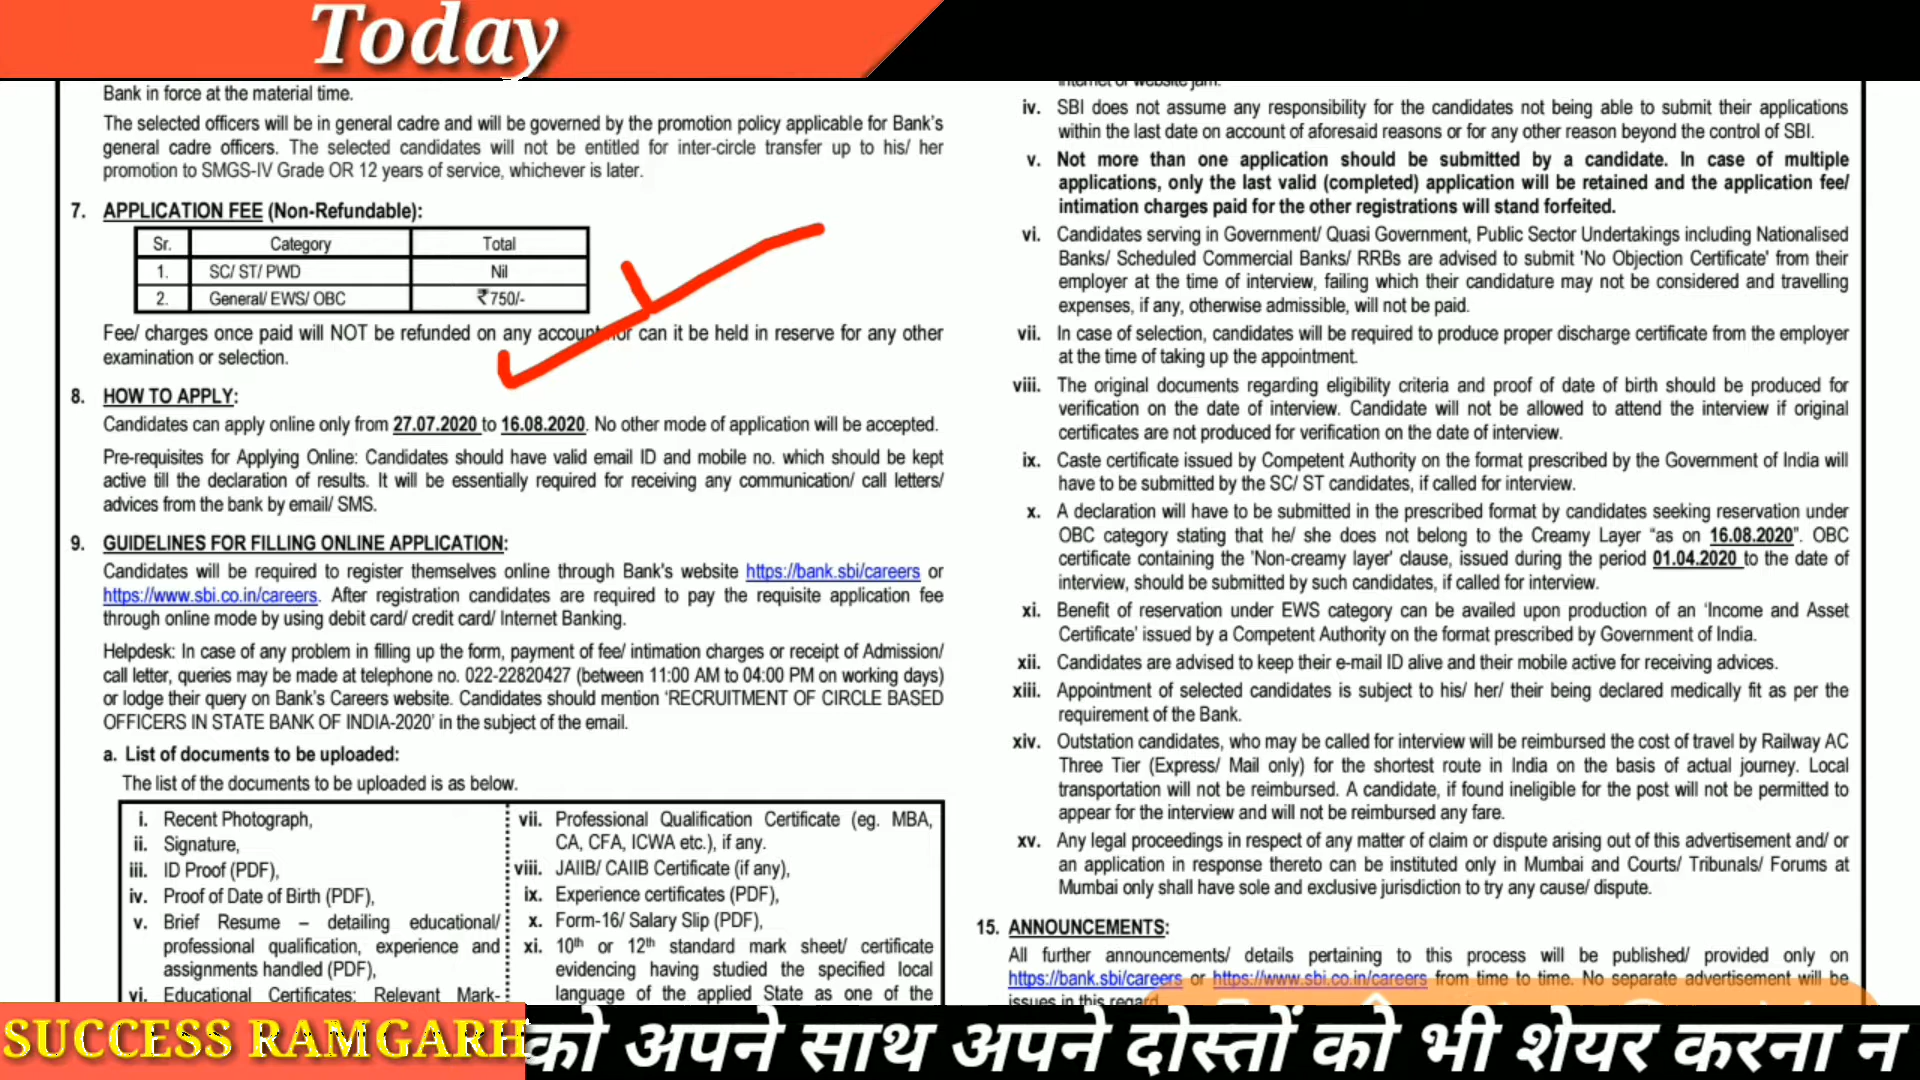 Today
Bank in force at the material time.
The selected officers will be in general cadre and will be governed by the promotion policy applicable for Bank's
general cadre officers. The selected candidates will not be entitled for inter-circle transfer up to his/ her
promotion to SMGS-IV Grade OR 12 years of service, whichever is later.
7. APPLICATION FEE (Non-Refundable):
Sr. Category Total
1. SC/ ST/ PWD Nil
2. General/ EWS/ OBC ₹750/-
Fee/ charges once paid will NOT be refunded on any account nor can it be held in reserve for any other
examination or selection.
8. HOW TO APPLY:
Candidates can apply online only from 27.07.2020 to 16.08.2020. No other mode of application will be accepted.
Pre-requisites for Applying Online: Candidates should have valid email ID and mobile no. which should be kept
active till the declaration of results. It will be essentially required for receiving any communication/ call letters/
advices from the bank by email/ SMS.
9. GUIDELINES FOR FILLING ONLINE APPLICATION:
Candidates will be required to register themselves online through Bank's website https://bank.sbi/careers or
https://www.sbi.co.in/careers. After registration candidates are required to pay the requisite application fee
through online mode by using debit card/ credit card/ Internet Banking.
Helpdesk: In case of any problem in filling up the form, payment of fee/ intimation charges or receipt of Admission/
call letter, queries may be made at telephone no. 022-22820427 (between 11:00 AM to 04:00 PM on working days)
or lodge their query on Bank's Careers website. Candidates should mention 'RECRUITMENT OF CIRCLE BASED
OFFICERS IN STATE BANK OF INDIA-2020' in the subject of the email.
a. List of documents to be uploaded:
The list of the documents to be uploaded is as below.
i. Recent Photograph,
ii. Signature,
iii. ID Proof (PDF),
iv. Proof of Date of Birth (PDF),
v. Brief Resume – detailing educational/
professional qualification, experience and
assignments handled (PDF),
vi. Educational Certificates: Relevant Mark-
vii. Professional Qualification Certificate (eg. MBA,
CA, CFA, ICWA etc.), if any.
viii. JAIIB/ CAIIB Certificate (if any),
ix. Experience certificates (PDF),
x. Form-16/ Salary Slip (PDF),
xi. 10th or 12th standard mark sheet/ certificate
evidencing having studied the specified local
language of the applied State as one of the
internet or website jam.
iv. SBI does not assume any responsibility for the candidates not being able to submit their applications
within the last date on account of aforesaid reasons or for any other reason beyond the control of SBI.
v. Not more than one application should be submitted by a candidate. In case of multiple
applications, only the last valid (completed) application will be retained and the application fee/
intimation charges paid for the other registrations will stand forfeited.
vi. Candidates serving in Government/ Quasi Government, Public Sector Undertakings including Nationalised
Banks/ Scheduled Commercial Banks/ RRBs are advised to submit 'No Objection Certificate' from their
employer at the time of interview, failing which their candidature may not be considered and travelling
expenses, if any, otherwise admissible, will not be paid.
vii. In case of selection, candidates will be required to produce proper discharge certificate from the employer
at the time of taking up the appointment.
viii. The original documents regarding eligibility criteria and proof of date of birth should be produced for
verification on the date of interview. Candidate will not be allowed to attend the interview if original
certificates are not produced for verification on the date of interview.
ix. Caste certificate issued by Competent Authority on the format prescribed by the Government of India will
have to be submitted by the SC/ ST candidates, if called for interview.
x. A declaration will have to be submitted in the prescribed format by candidates seeking reservation under
OBC category stating that he/ she does not belong to the Creamy Layer “as on 16.08.2020”. OBC
certificate containing the 'Non-creamy layer' clause, issued during the period 01.04.2020 to the date of
interview, should be submitted by such candidates, if called for interview.
xi. Benefit of reservation under EWS category can be availed upon production of an ‘Income and Asset
Certificate’ issued by a Competent Authority on the format prescribed by Government of India.
xii. Candidates are advised to keep their e-mail ID alive and their mobile active for receiving advices.
xiii. Appointment of selected candidates is subject to his/ her/ their being declared medically fit as per the
requirement of the Bank.
xiv. Outstation candidates, who may be called for interview will be reimbursed the cost of travel by Railway AC
Three Tier (Express/ Mail only) for the shortest route in India on the basis of actual journey. Local
transportation will not be reimbursed. A candidate, if found ineligible for the post will not be permitted to
appear for the interview and will not be reimbursed any fare.
xv. Any legal proceedings in respect of any matter of claim or dispute arising out of this advertisement and/ or
an application in response thereto can be instituted only in Mumbai and Courts/ Tribunals/ Forums at
Mumbai only shall have sole and exclusive jurisdiction to try any cause/ dispute.
15. ANNOUNCEMENTS:
All further announcements/ details pertaining to this process will be published/ provided only on
https://bank.sbi/careers or https://www.sbi.co.in/careers from time to time. No separate advertisement will be
issues in this regard
SUCCESS RAMGARH
को अपने साथ अपने दोस्तों को भी शेयर करना न